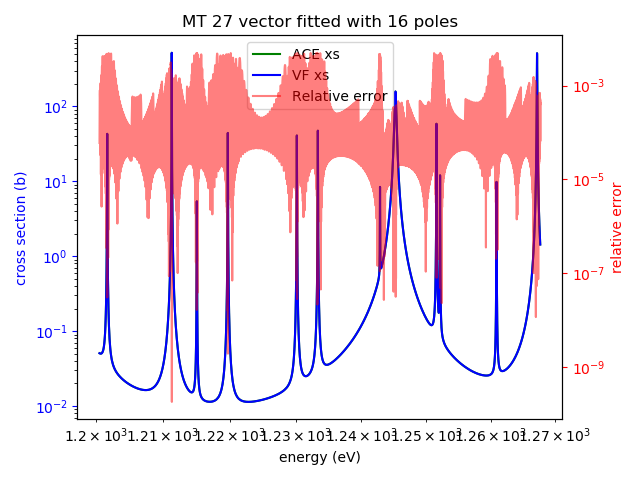 MT 27 vector fitted with 16 poles
ACE xs
VF xs
Relative error
cross section (b)
10² 10¹ 10⁰ 10⁻¹ 10⁻²
10⁻³ 10⁻⁵ 10⁻⁷ 10⁻⁹
relative error
1.2 × 10³ 1.21 × 10³ 1.22 × 10³ 1.23 × 10³ 1.24 × 10³ 1.25 × 10³ 1.26 × 10³ 1.27 × 10³
energy (eV)